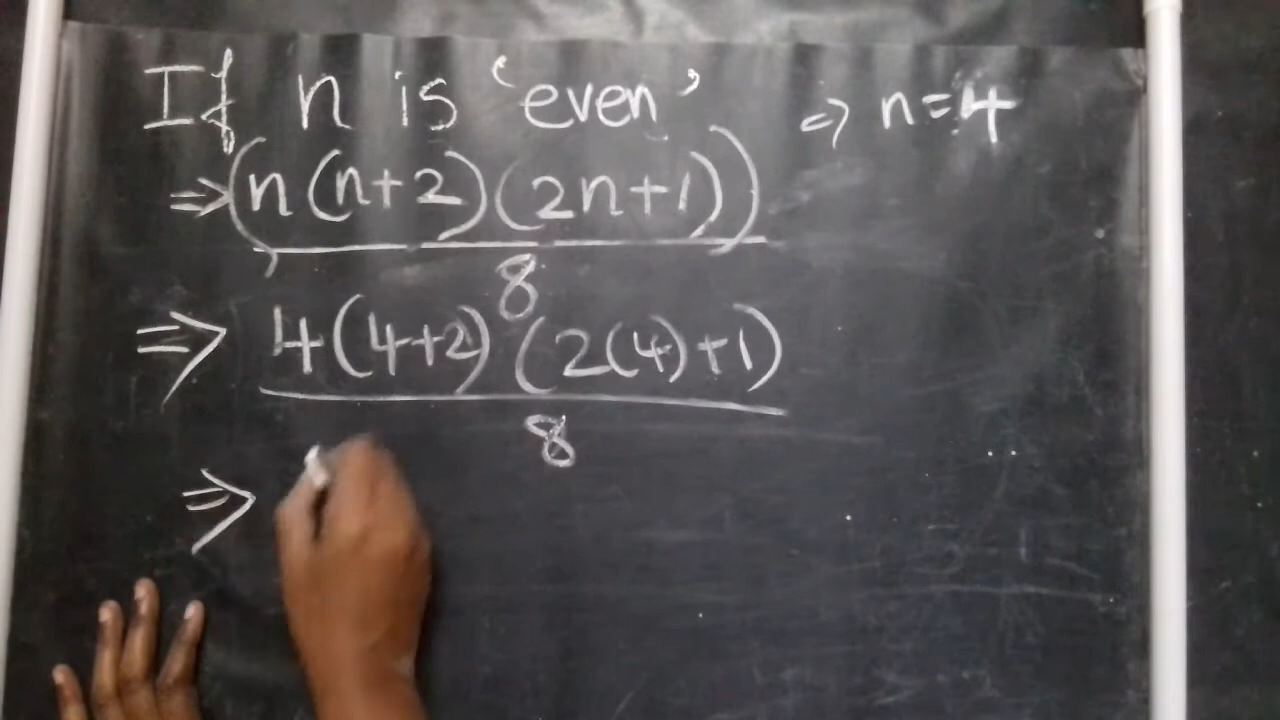 If n is 'even' => n=4
=> (n(n+2)(2n+1))
8
=> 4(4+2) (2(4)+1)
8
=>